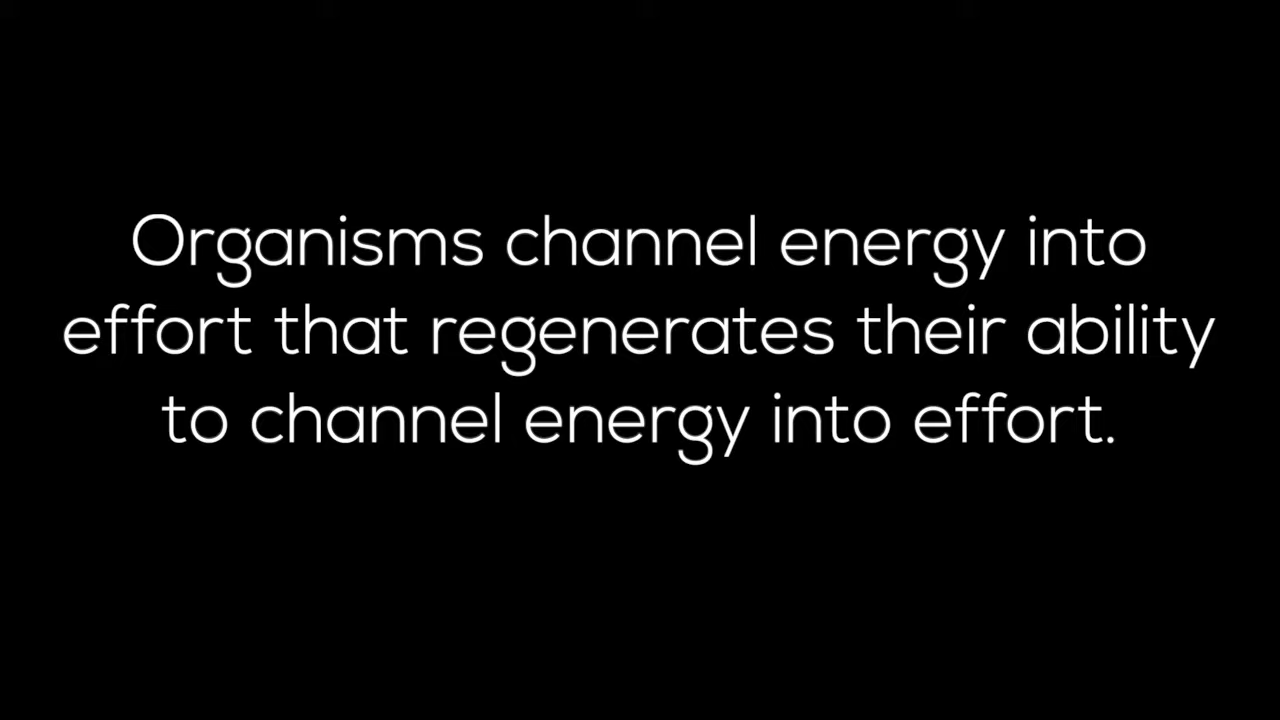 Organisms channel energy into
effort that regenerates their ability
to channel energy into effort.